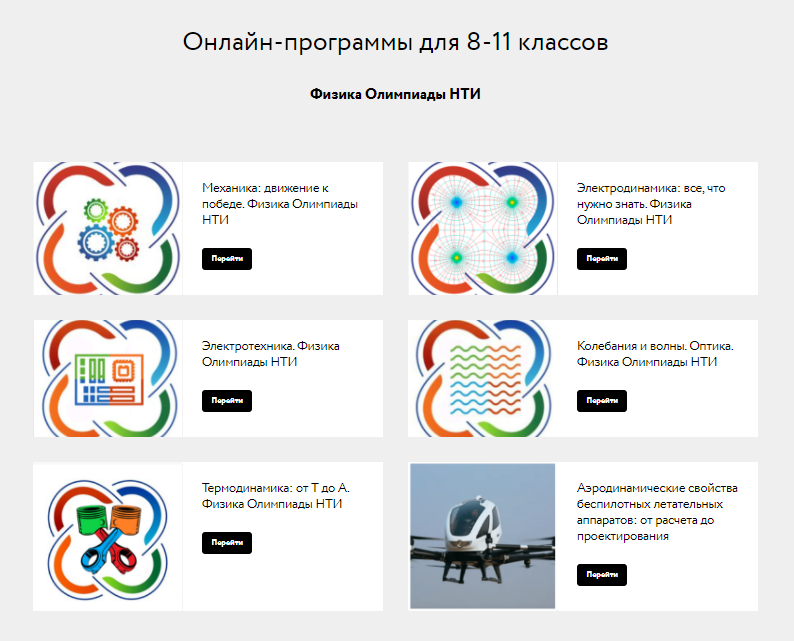 Онлайн-программы для 8-11 классов
Физика Олимпиады НТИ
Механика: движение к
победе. Физика Олимпиады
НТИ
Перейти
Электродинамика: все, что
нужно знать. Физика
Олимпиады НТИ
Перейти
Электротехника. Физика
Олимпиады НТИ
Перейти
Колебания и волны. Оптика.
Физика Олимпиады НТИ
Перейти
Термодинамика: от Т до А.
Физика Олимпиады НТИ
Перейти
Аэродинамические свойства
беспилотных летательных
аппаратов: от расчета до
проектирования
Перейти